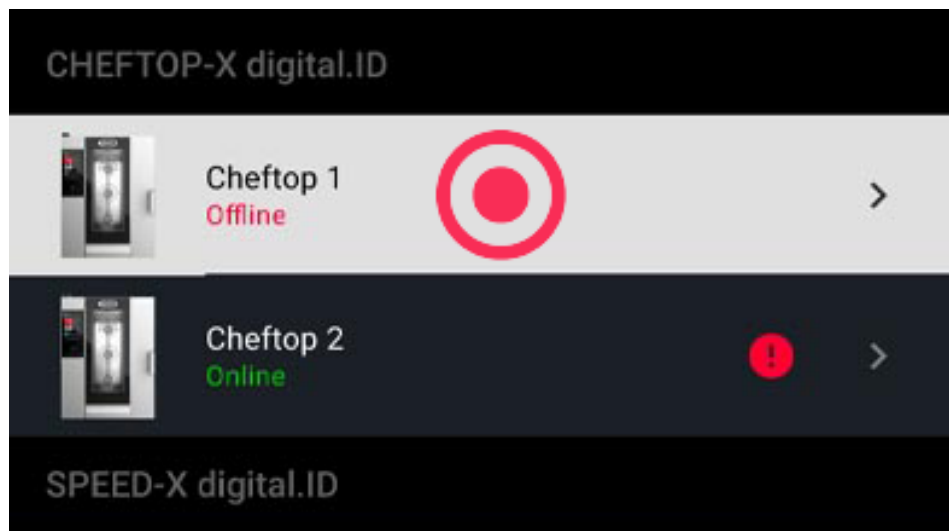 CHEFTOP-X digital.ID
Cheftop 1
Offline
Cheftop 2
Online
SPEED-X digital.ID